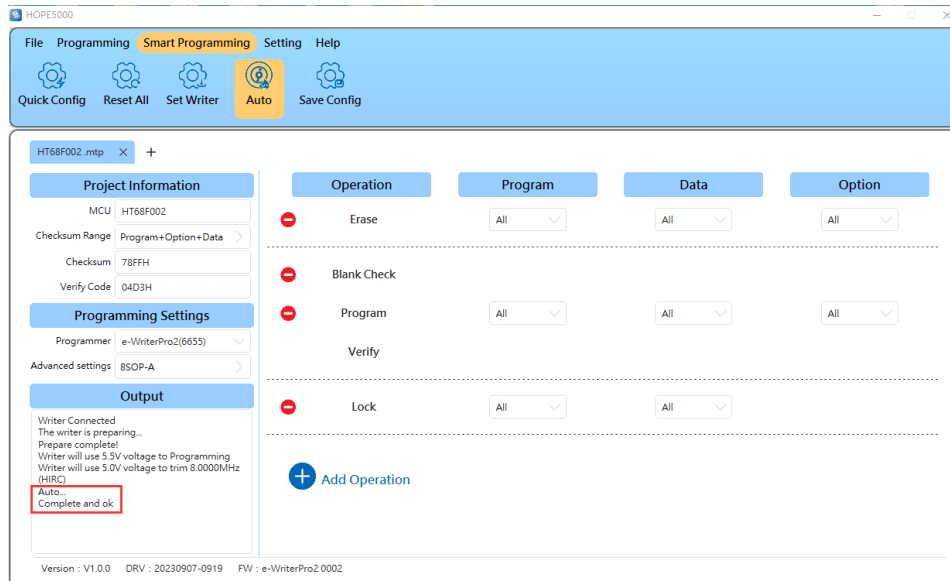 HOPE5000
File Programming Smart Programming Setting Help
Quick Config Reset All Set Writer Auto Save Config
HT68F002 .mtp
Project Information
MCU HT68F002
Checksum Range Program+Option+Data
Checksum 78FFH
Verify Code 04D3H
Programming Settings
Programmer e-WriterPro2(6655)
Advanced settings 8SOP-A
Output
Writer Connected
The writer is preparing...
Prepare complete!
Writer will use 5.5V voltage to Programming
Writer will use 5.0V voltage to trim 8.0000MHz
(HIRC)
Auto...
Complete and ok
Operation Program Data Option
Erase All All All
Blank Check
Program All All All
Verify
Lock All All
Add Operation
Version : V1.0.0 DRV : 20230907-0919 FW : e-WriterPro2 0002